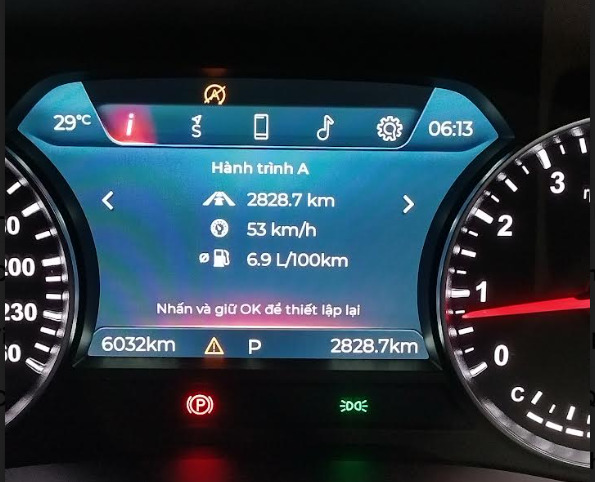 29°C
i
06:13
Hành trình A
2828.7 km
53 km/h
ø 6.9 L/100km
Nhấn và giữ OK để thiết lập lại
6032km
P
2828.7km
P
200
230
3
2
1
0
C